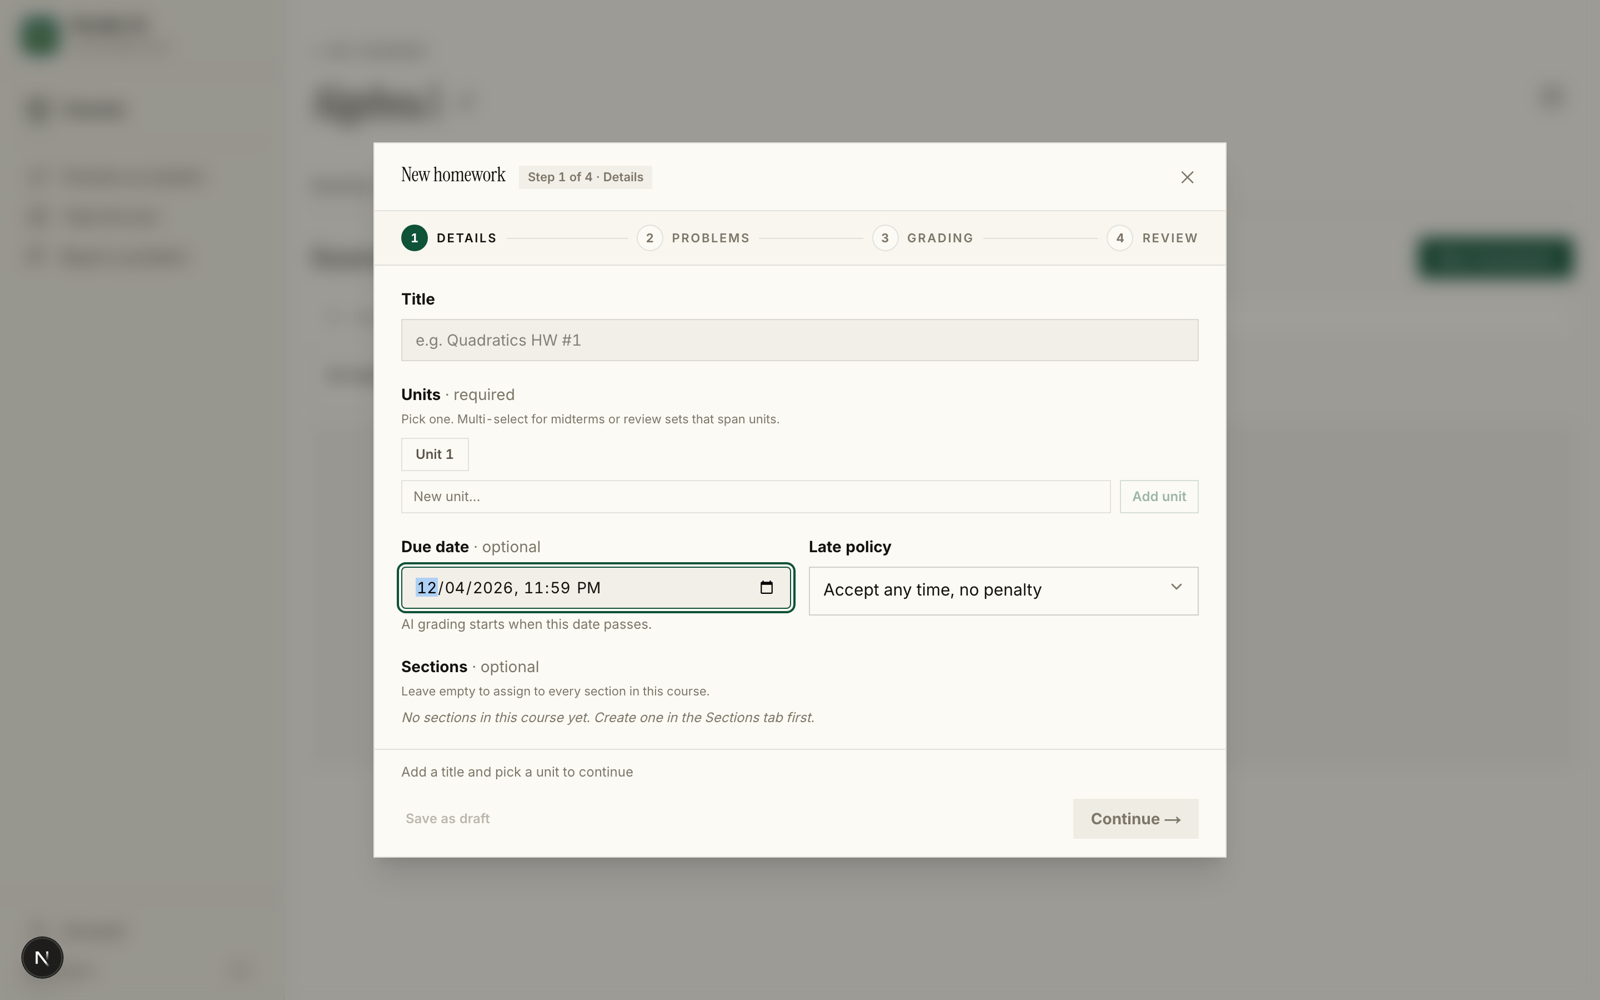 New homework
Step 1 of 4 · Details
1 DETAILS
2 PROBLEMS
3 GRADING
4 REVIEW
Title
e.g. Quadratics HW #1
Units · required
Pick one. Multi-select for midterms or review sets that span units.
Unit 1
New unit...
Add unit
Due date · optional
Late policy
12/04/2026, 11:59 PM
Accept any time, no penalty
AI grading starts when this date passes.
Sections · optional
Leave empty to assign to every section in this course.
No sections in this course yet. Create one in the Sections tab first.
Add a title and pick a unit to continue
Save as draft
Continue →
N